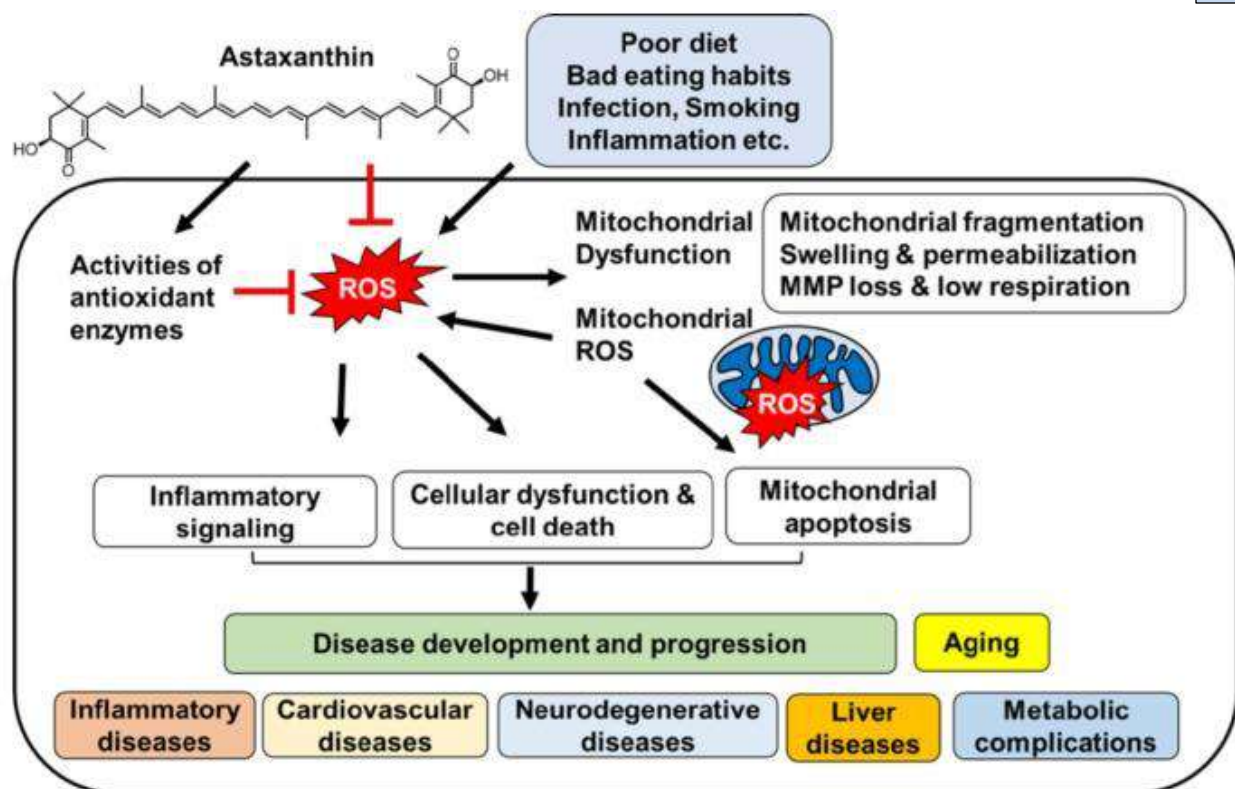 Astaxanthin
O
OH
HO
O
Poor diet
Bad eating habits
Infection, Smoking
Inflammation etc.
Activities of
antioxidant
enzymes
ROS
Mitochondrial
Dysfunction
Mitochondrial fragmentation
Swelling & permeabilization
MMP loss & low respiration
Mitochondrial
ROS
ROS
Inflammatory
signaling
Cellular dysfunction &
cell death
Mitochondrial
apoptosis
Disease development and progression
Aging
Inflammatory
diseases
Cardiovascular
diseases
Neurodegenerative
diseases
Liver
diseases
Metabolic
complications